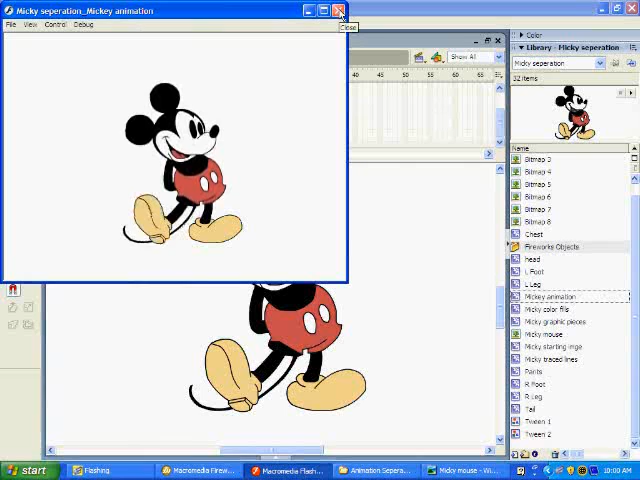 Micky seperation_Mickey animation
File View Control Debug
Close
Show All
40 45 50 55 60 65
Color
Library - Micky seperation
Micky seperation
32 items
Name
Bitmap 3
Bitmap 4
Bitmap 5
Bitmap 6
Bitmap 7
Bitmap 8
Chest
Fireworks Objects
head
L Foot
L Leg
Mickey animation
Micky color fills
Micky graphic pieces
Micky mouse
Micky starting imge
Micky traced lines
Pants
R Foot
R Leg
Tail
Tween 1
Tween 2
start
Flashing
Macromedia Firew...
Macromedia Flash...
Animation Sepera...
Micky mouse - Wi...
10:00 AM